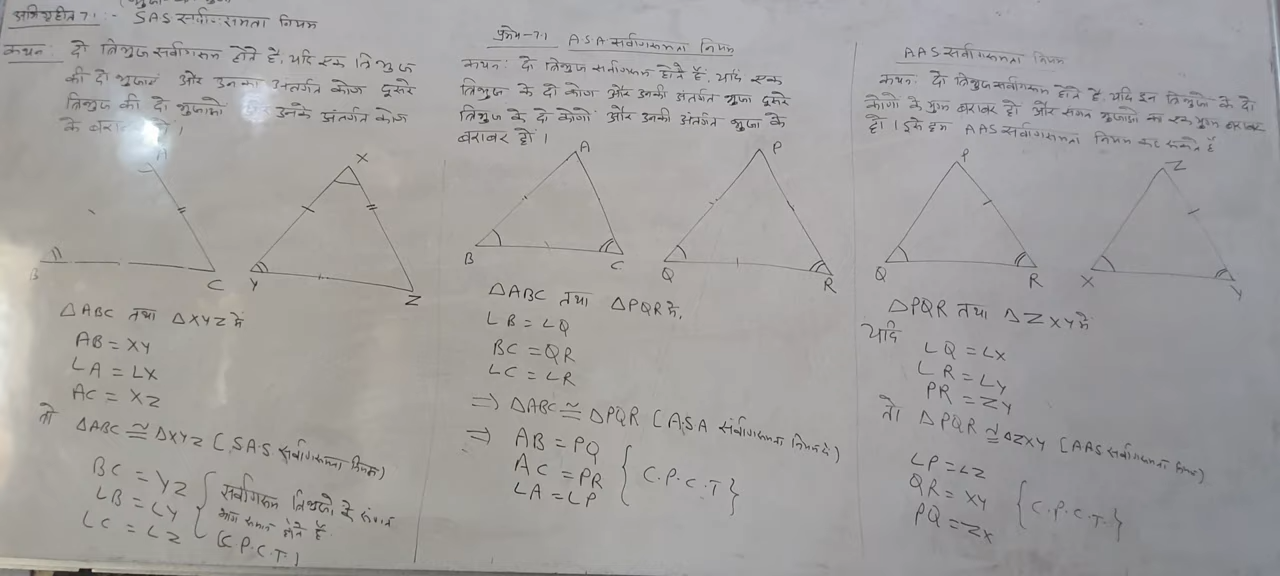 अभिगृहीत 7.1 :- SAS सर्वांगसमता नियम
कथन: दो त्रिभुज सर्वांगसम होते हैं, यदि एक त्रिभुज
की दो भुजाएं और उनका अंतर्गत कोण दूसरे
त्रिभुज की दो भुजाओं उनके अंतर्गत कोण
के बराबर हो।
A
B
C
X
Y
Z
△ABC तथा △XYZ में
AB = XY
∠A = ∠X
AC = XZ
तो △ABC ≅ △XYZ [S.A.S सर्वांगसमता नियम)
BC = YZ
∠B = ∠Y
∠C = ∠Z
{ सर्वांगसम त्रिभुजों के संगत
भाग समान होते हैं
(C.P.C.T.)
प्रमेय-7.1 A.S.A सर्वांगसमता नियम
कथन: दो त्रिभुज सर्वांगसम होते हैं, यदि एक
त्रिभुज के दो कोण और उनकी अंतर्गत भुजा दूसरे
त्रिभुज के दो कोणों और उनकी अंतर्गत भुजा के
बराबर हों।
A
B
C
P
Q
R
△ABC तथा △PQR में,
∠B = ∠Q
BC = QR
∠C = ∠R
⇒ △ABC ≅ △PQR [A.S.A सर्वांगसमता नियम से)
⇒ AB = PQ
AC = PR
∠A = ∠P
{ C.P.C.T }
AAS सर्वांगसमता नियम
कथन: दो त्रिभुज सर्वांगसम होते है, यदि इन त्रिभुजो के दो
कोणों के युग्म बराबर हों और संगत भुजाओं का एक युग्म बराबर
हो। इसे हम AAS सर्वांगसमता नियम कह सकते हैं
P
Q
R
Z
X
Y
△PQR तथा △ZXY में
यदि
∠Q = ∠X
∠R = ∠Y
PR = ZY
तो △PQR ≅ △ZXY [AAS सर्वांगसमता नियम)
∠P = ∠Z
QR = XY
PQ = ZX
{ C.P.C.T. }